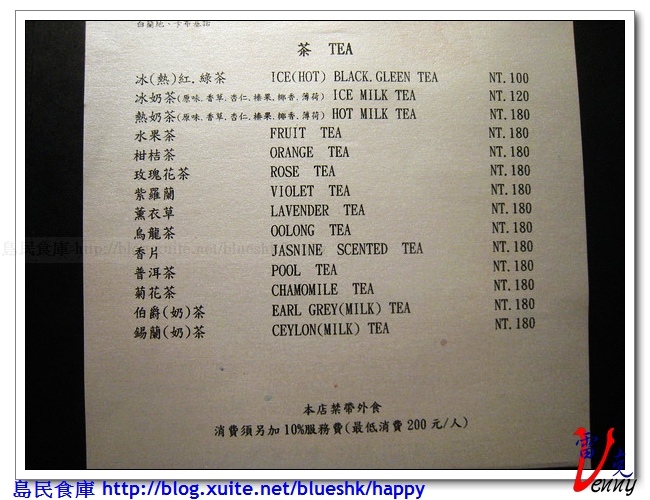 白蘭地、卡布基諾
茶 TEA
冰(熱)紅.綠茶 ICE(HOT) BLACK.GLEEN TEA NT.100
冰奶茶(原味.香草.杏仁.榛果.椰香.薄荷) ICE MILK TEA NT.120
熱奶茶(原味.香草.杏仁.榛果.椰香.薄荷) HOT MILK TEA NT.180
水果茶 FRUIT TEA NT.180
柑桔茶 ORANGE TEA NT.180
玫瑰花茶 ROSE TEA NT.180
紫羅蘭 VIOLET TEA NT.180
薰衣草 LAVENDER TEA NT.180
烏龍茶 OOLONG TEA NT.180
香片 JASNINE SCENTED TEA NT.180
普洱茶 POOL TEA NT.180
菊花茶 CHAMOMILE TEA NT.180
伯爵(奶)茶 EARL GREY(MILK) TEA NT.180
錫蘭(奶)茶 CEYLON(MILK) TEA NT.180
本店禁帶外食
消費須另加10%服務費(最低消費200元/人)
島民食庫 http://blog.xuite.net/blueshk/happy
Venny